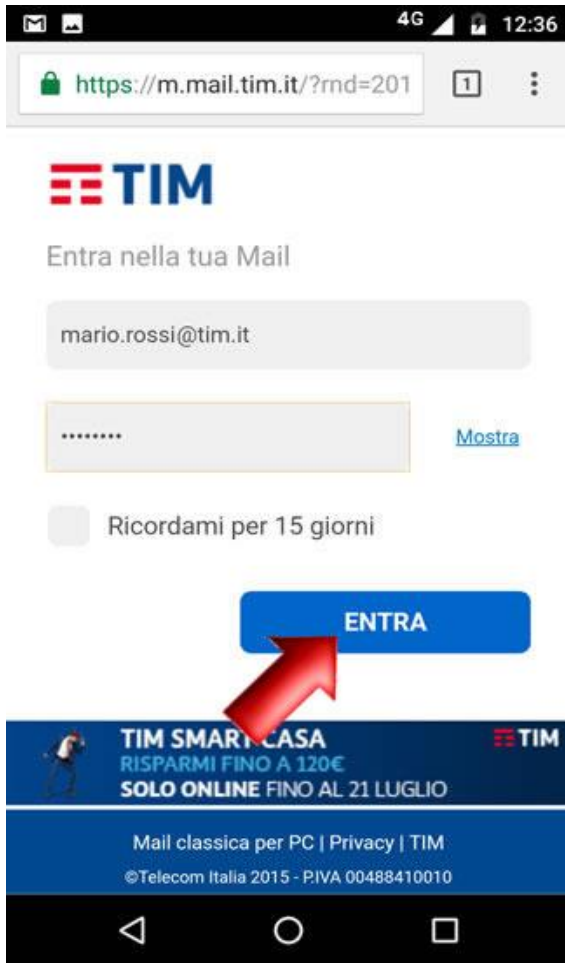 4G 12:36
https://m.mail.tim.it/?rnd=201 1
TIM
Entra nella tua Mail
mario.rossi@tim.it
•••••••• Mostra
Ricordami per 15 giorni
ENTRA
TIM SMART CASA TIM
RISPARMI FINO A 120€
SOLO ONLINE FINO AL 21 LUGLIO
Mail classica per PC | Privacy | TIM
©Telecom Italia 2015 - P.IVA 00488410010